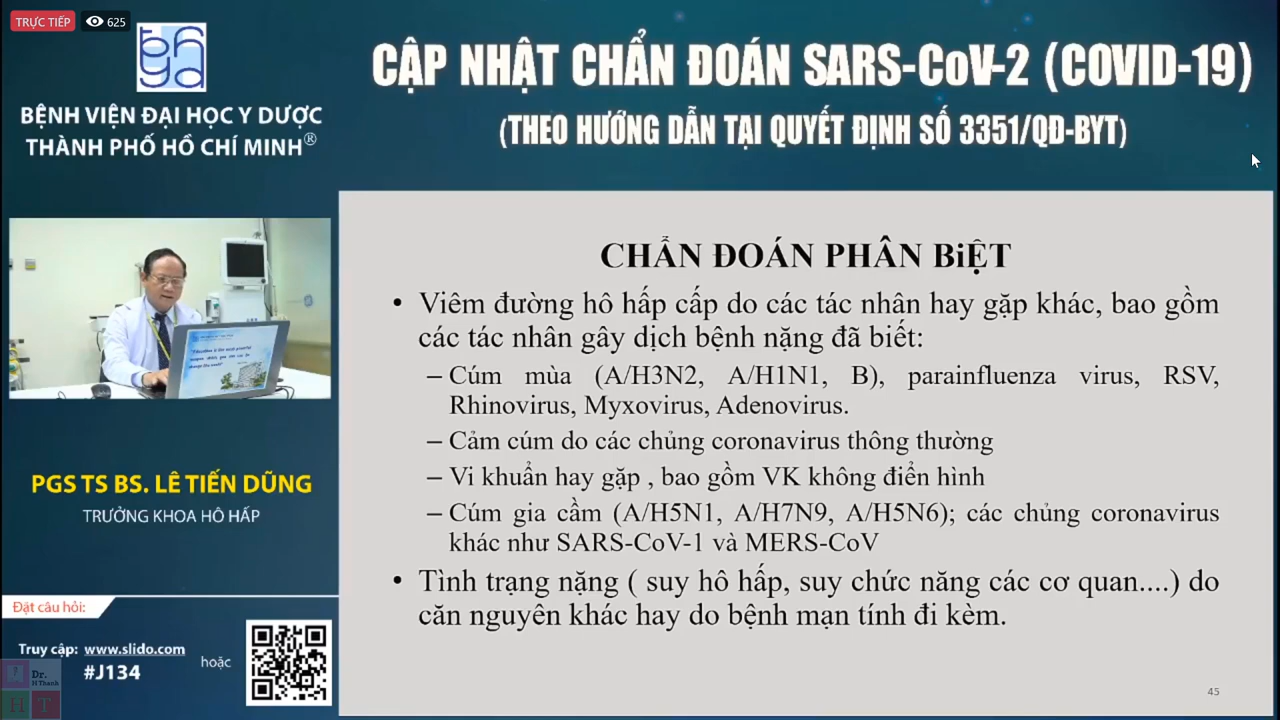 TRỰC TIẾP
625
BỆNH VIỆN ĐẠI HỌC Y DƯỢC
THÀNH PHỐ HỒ CHÍ MINH®
CẬP NHẬT CHẨN ĐOÁN SARS-CoV-2 (COVID-19)
(THEO HƯỚNG DẪN TẠI QUYẾT ĐỊNH SỐ 3351/QĐ-BYT)
CHẨN ĐOÁN PHÂN BiỆT
• Viêm đường hô hấp cấp do các tác nhân hay gặp khác, bao gồm
các tác nhân gây dịch bệnh nặng đã biết:
– Cúm mùa (A/H3N2, A/H1N1, B), parainfluenza virus, RSV,
Rhinovirus, Myxovirus, Adenovirus.
– Cảm cúm do các chủng coronavirus thông thường
– Vi khuẩn hay gặp , bao gồm VK không điển hình
– Cúm gia cầm (A/H5N1, A/H7N9, A/H5N6); các chủng coronavirus
khác như SARS-CoV-1 và MERS-CoV
• Tình trạng nặng ( suy hô hấp, suy chức năng các cơ quan....) do
căn nguyên khác hay do bệnh mạn tính đi kèm.
45
PGS TS BS. LÊ TIẾN DŨNG
TRƯỞNG KHOA HÔ HẤP
Đặt câu hỏi:
Truy cập: www.slido.com
#J134
hoặc
Dr.
H Thanh
H T